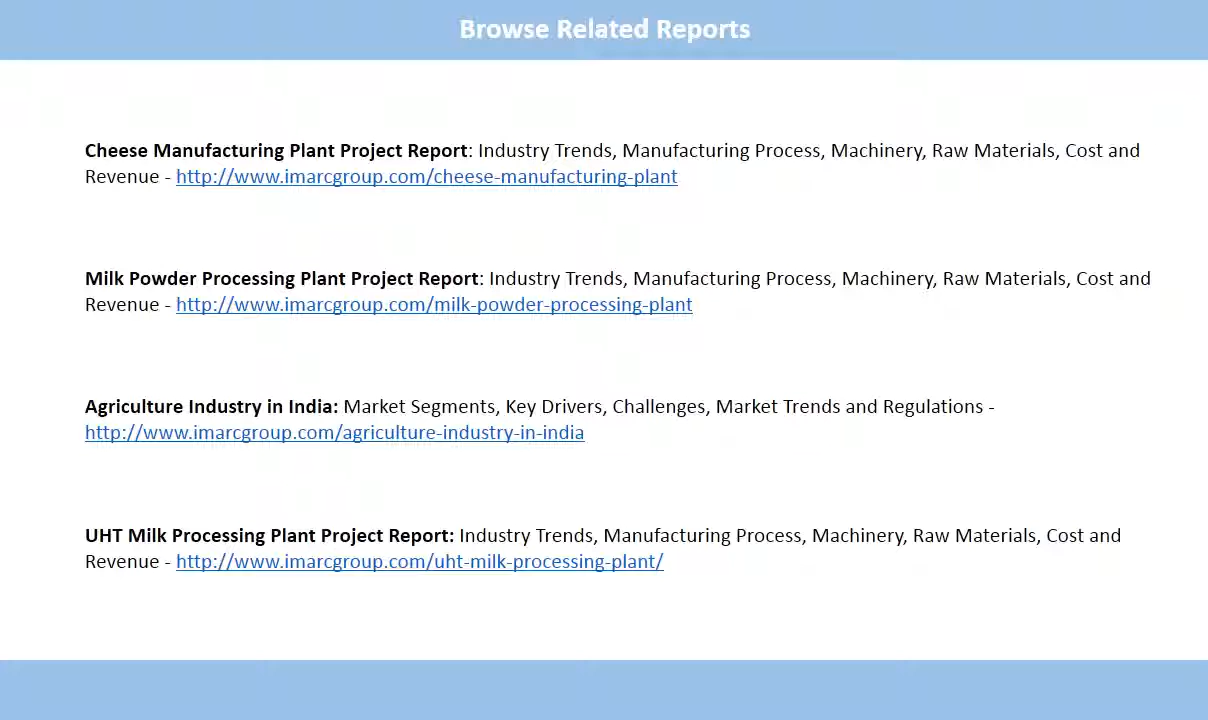 Browse Related Reports
Cheese Manufacturing Plant Project Report: Industry Trends, Manufacturing Process, Machinery, Raw Materials, Cost and
Revenue - http://www.imarcgroup.com/cheese-manufacturing-plant
Milk Powder Processing Plant Project Report: Industry Trends, Manufacturing Process, Machinery, Raw Materials, Cost and
Revenue - http://www.imarcgroup.com/milk-powder-processing-plant
Agriculture Industry in India: Market Segments, Key Drivers, Challenges, Market Trends and Regulations -
http://www.imarcgroup.com/agriculture-industry-in-india
UHT Milk Processing Plant Project Report: Industry Trends, Manufacturing Process, Machinery, Raw Materials, Cost and
Revenue - http://www.imarcgroup.com/uht-milk-processing-plant/